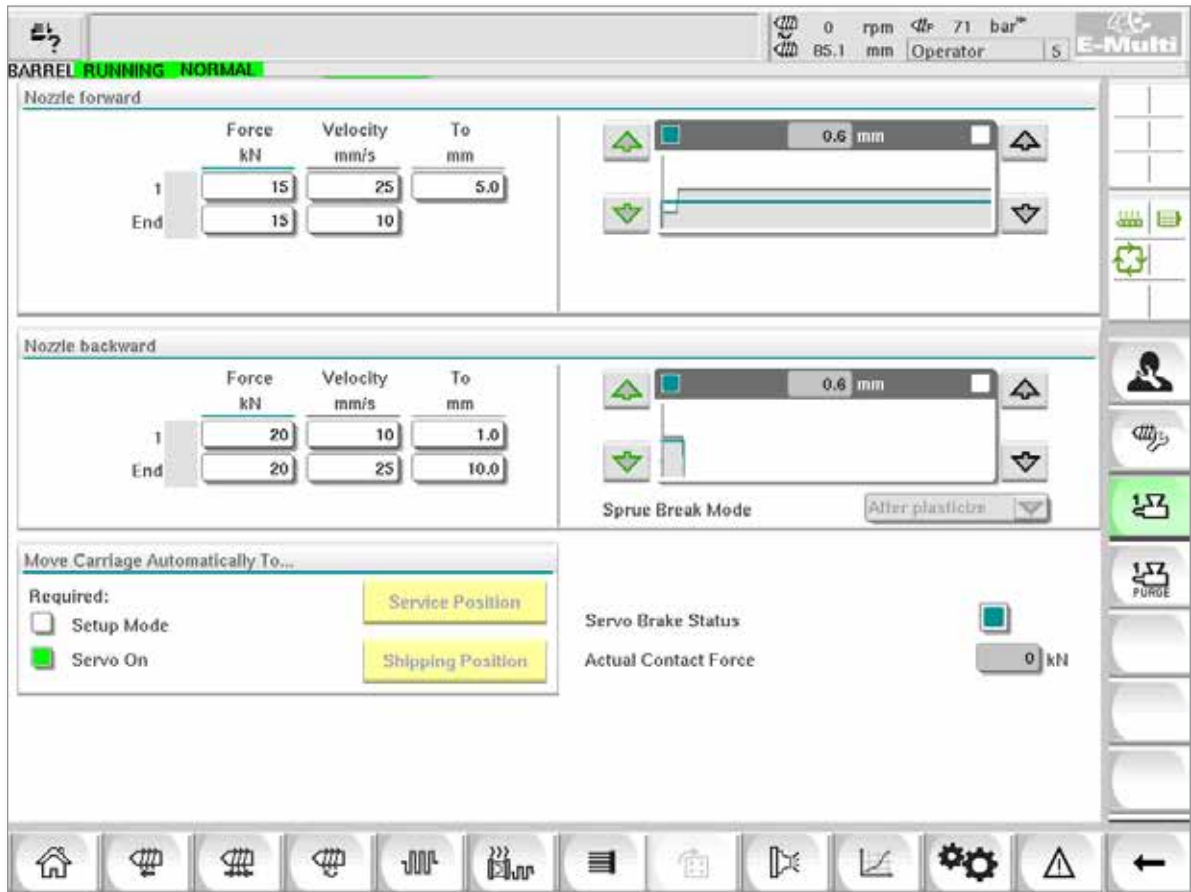 ?
0 rpm 71 bar
85.1 mm Operator S
E-Multi
BARREL RUNNING NORMAL
Nozzle forward
Force Velocity To
kN mm/s mm
1 15 25 5.0
End 15 10
0.6 mm
Nozzle backward
Force Velocity To
kN mm/s mm
1 20 10 1.0
End 20 25 10.0
0.6 mm
Sprue Break Mode After plasticize
Move Carriage Automatically To...
Required:
Setup Mode
Servo On
Service Position
Shipping Position
Servo Brake Status
Actual Contact Force 0 kN
1
1
PURGE